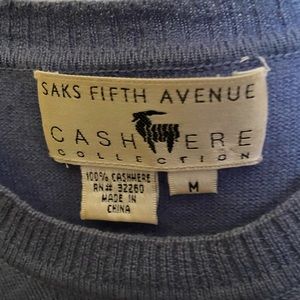 SAKS FIFTH AVENUE
CASHMERE
COLLECTION
100% CASHMERE
RN# 32260
MADE IN
CHINA
M